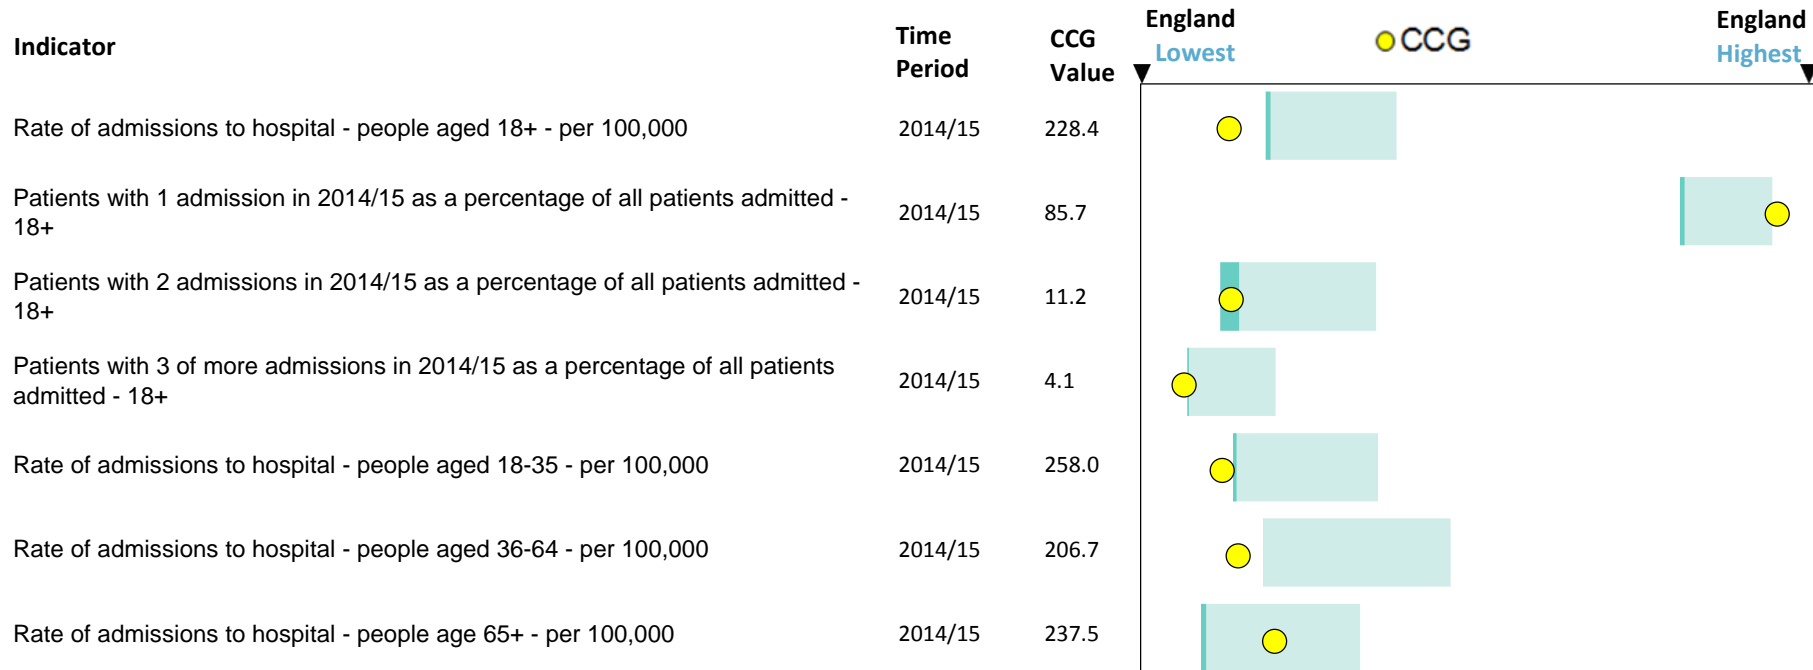 Indicator
Time
Period
CCG
Value
England
Lowest
CCG
England
Highest
Rate of admissions to hospital - people aged 18+ - per 100,000 2014/15 228.4
Patients with 1 admission in 2014/15 as a percentage of all patients admitted -
18+
2014/15 85.7
Patients with 2 admissions in 2014/15 as a percentage of all patients admitted -
18+
2014/15 11.2
Patients with 3 of more admissions in 2014/15 as a percentage of all patients
admitted - 18+
2014/15 4.1
Rate of admissions to hospital - people aged 18-35 - per 100,000 2014/15 258.0
Rate of admissions to hospital - people aged 36-64 - per 100,000 2014/15 206.7
Rate of admissions to hospital - people age 65+ - per 100,000 2014/15 237.5